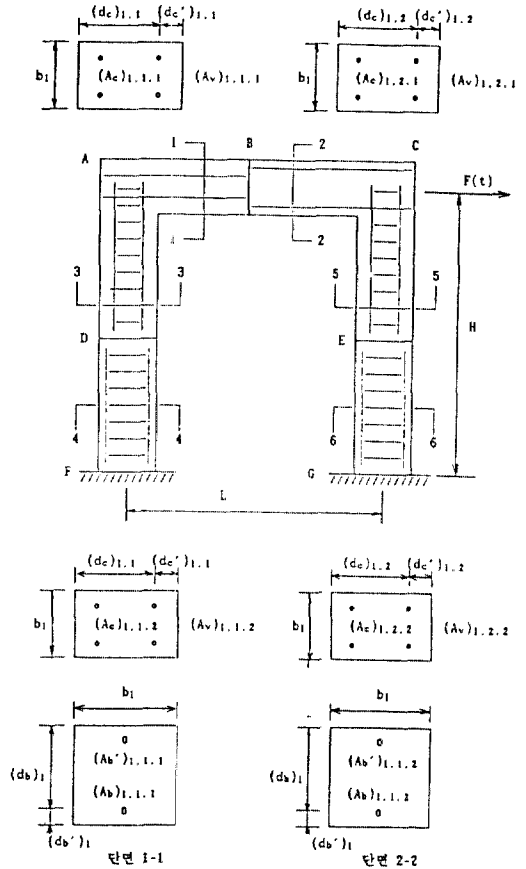 (dc)1,1 (dc')1,1
b1 (Ac)1,1,1 (Av)1,1,1
(dc)1,2 (dc')1,2
b1 (Ac)1,2,1 (Av)1,2,1
1 B 2
A C
F(t)
2
3 3 5 5
H
D E
4 4 6 6
F G
L
(dc)1,1 (dc')1,1
b1 (Ac)1,1,2 (Av)1,1,2
(dc)1,2 (dc')1,2
b1 (Ac)1,2,2 (Av)1,2,2
b1
(db)1
(Ab')1,1,1
(Ab)1,1,1
(db')1
단면 1-1
b1
(db)1
(Ab')1,1,2
(Ab)1,1,2
(db')1
단면 2-2